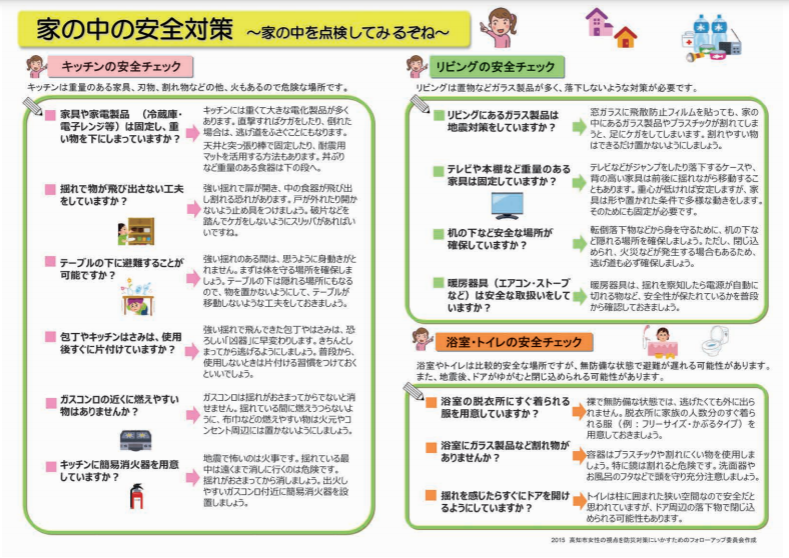 家の中の安全対策 ～家の中を点検してみるぞね～
キッチンの安全チェック
キッチンは重量のある家具、刃物、割れ物などの他、火もあるので危険な場所です。
家具や家電製品 （冷蔵庫・
電子レンジ等）は固定し、重
い物を下にしまっていますか？
キッチンには重くて大きな電化製品が多く
あります。直撃すればケガをしたり、倒れた
場合は、逃げ道をふさぐことにもなります。
天井と突っ張り棒で固定したり、耐震用
マットを活用する方法もあります。丼ぶり
など重量のある食器は下の段へ。
揺れで物が飛び出さない工夫
をしていますか？
強い揺れで扉が開き、中の食器が飛び出
し割れる恐れがあります。戸が外れたり開
かないよう止め具をつけましょう。破片などを
踏んでケガをしないようにスリッパがあればい
いですね。
テーブルの下に避難することが
可能ですか？
強い揺れのある間は、思うように身動きがと
れません。まずは体を守る場所を確保しま
しょう。テーブルの下は隠れる場所にもなる
ので、物を置かないようにして、テーブルが
移動しないような工夫をしておきましょう。
包丁やキッチンはさみは、使用
後すぐに片付けていますか？
強い揺れで飛んできた包丁やはさみは、恐
ろしい「凶器」に早変わりします。きちんとし
まってから逃げるようにしましょう。普段から、
使用しないときは片付ける習慣をつけておく
といいでしょう。
ガスコンロの近くに燃えやすい
物はありませんか？
ガスコンロは揺れがおさまってからでないと消
せません。揺れている間に燃えうつらないよう
に、布巾などの燃えやすい物は火元やコ
ンセント周辺には置かないようにしましょう。
キッチンに簡易消火器を用意
していますか？
地震で怖いのは火事です。揺れている最
中は遠くまで消しに行くのは危険です。
揺れがおさまってから消しましょう。出火し
やすいガスコンロ付近に簡易消火器を設
置しましょう。
リビングの安全チェック
リビングは置物などガラス製品が多く、落下しないような対策が必要です。
リビングにあるガラス製品は
地震対策をしていますか？
窓ガラスに飛散防止フィルムを貼っても、家の
中にあるガラス製品やプラスチックが割れてしま
うと、足にケガをしてしまいます。割れやすい物
はできるだけ置かないようにしましょう。
テレビや本棚など重量のある
家具は固定していますか？
テレビなどがジャンプをしたり落下するケースや、
背の高い家具は前後に揺れながら移動するこ
ともあります。重心が低ければ安定しますが、家
具は形や置かれた条件で多様な動きをします。
そのためにも固定が必要です。
机の下など安全な場所が
確保していますか？
転倒落下物などから身を守るために、机の下な
ど隠れる場所を確保しましょう。ただし、閉じ込
められ、火災などが発生する場合もあるため、
逃げ道も必ず確保しましょう。
暖房器具（エアコン・ストーブ
など）は安全な取扱いをして
いますか？
暖房器具は、揺れを察知したら電源が自動に
切れる物など、安全性が保たれているかを普段
から確認しておきましょう。
浴室・トイレの安全チェック
浴室やトイレは比較的安全な場所ですが、無防備な状態で避難が遅れる可能性があります。
また、地震後、ドアがゆがむと閉じ込められる可能性があります。
浴室の脱衣所にすぐ着られる
服を用意していますか？
裸で無防備な状態では、逃げたくても外に出
られません。脱衣所に家族の人数分のすぐ着ら
れる服（例：フリーサイズ・かぶるタイプ）を
用意しておきましょう。
浴室にガラス製品など割れ物が
ありませんか？
容器はプラスチックや割れにくい物を使用しま
しょう。特に鏡は割れると危険です。洗面器や
お風呂のフタなどで頭を守り充分注意しましょう。
揺れを感じたらすぐにドアを開け
るようにしていますか？
トイレは柱に囲まれた狭い空間なので安全だと
思われていますが、ドア周辺の落下物で閉じ込
められる可能性もあります。
2015 高知市女性の視点を防災対策にいかすためのフォローアップ委員会作成